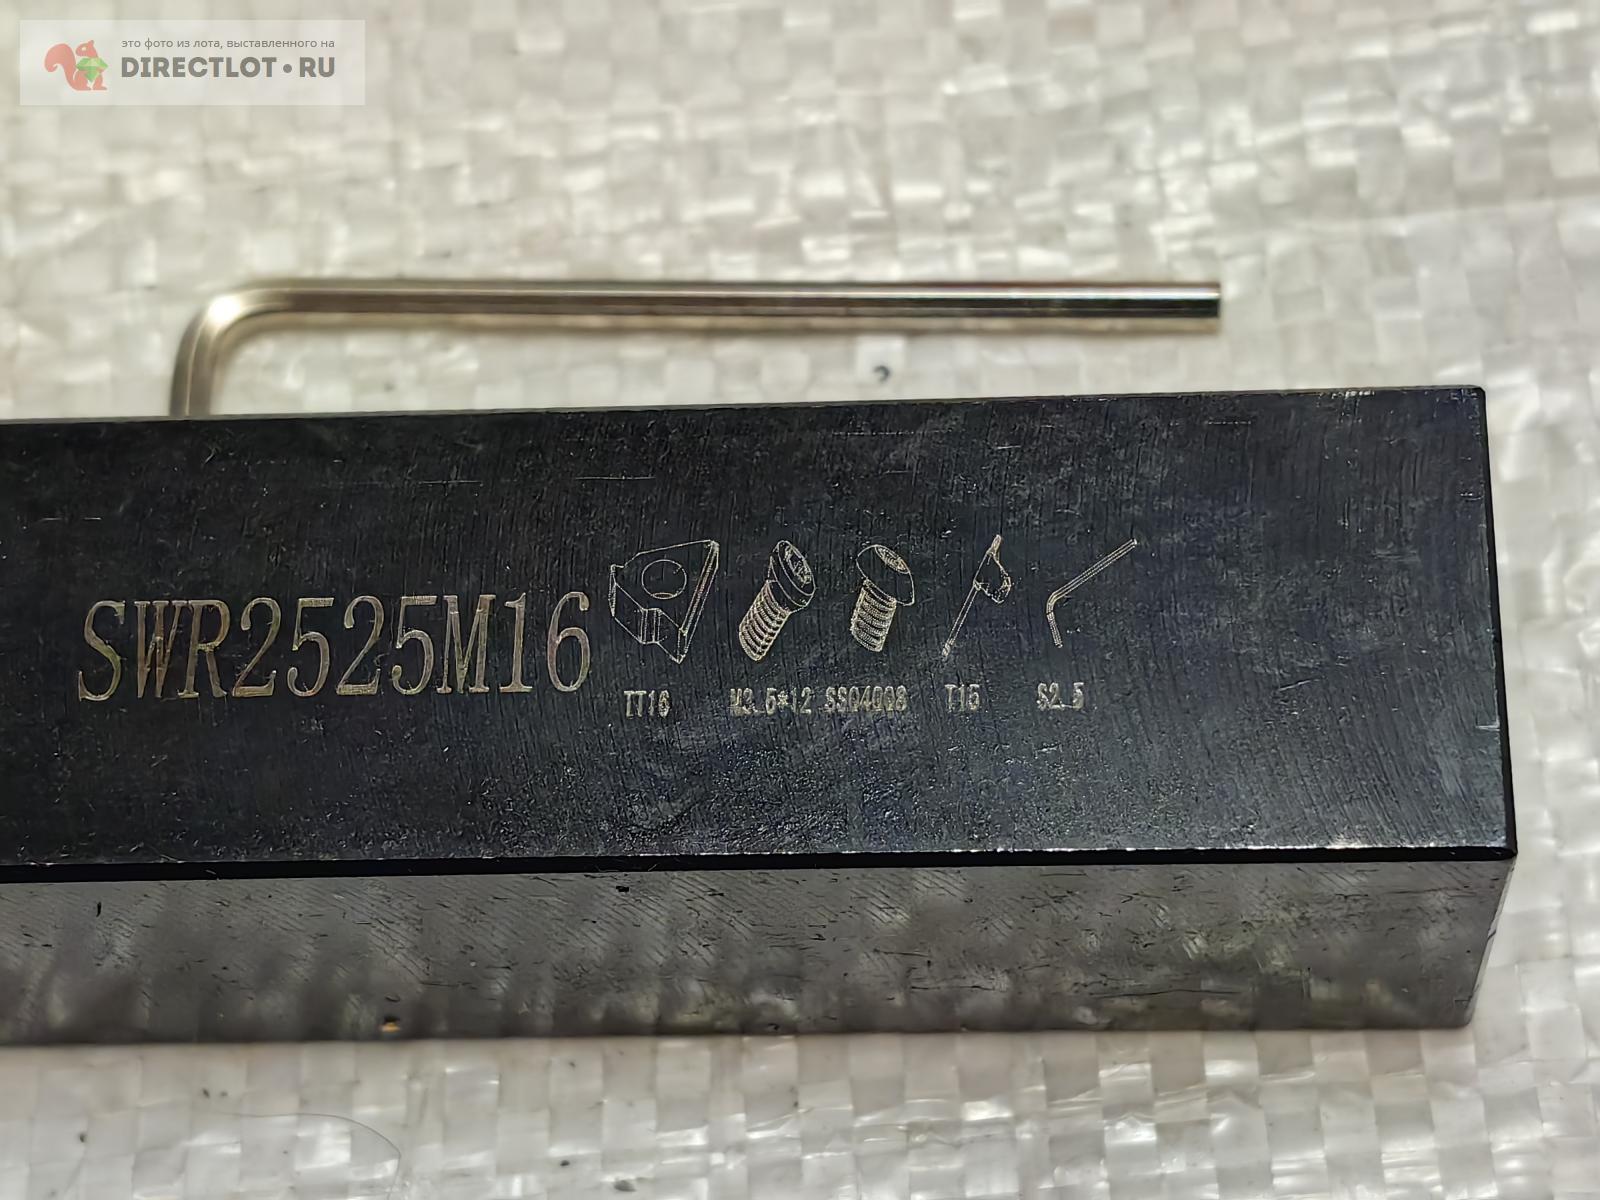 это фото из лота, выставленного на
DIRECTLOT•RU
SWR2525M16
TT16 M3.5*12 SS04008 T15 S2.5